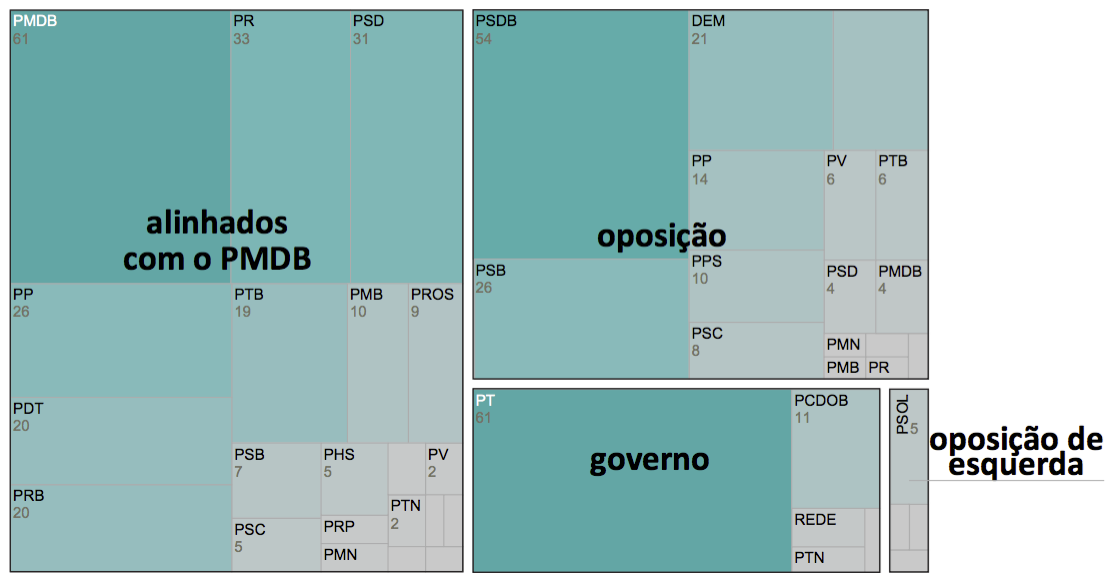 PMDB
61
PR
33
PSD
31
alinhados
com o PMDB
PP
26
PTB
19
PMB
10
PROS
9
PDT
20
PRB
20
PSB
7
PHS
5
PV
2
PTN
2
PSC
5
PRP
PMN
PSDB
54
DEM
21
PP
14
PV
6
PTB
6
oposição
PSB
26
PPS
10
PSD
4
PMDB
4
PSC
8
PMN
PMB
PR
PT
61
PCDOB
11
governo
REDE
PTN
PSOL
5
oposição de
esquerda